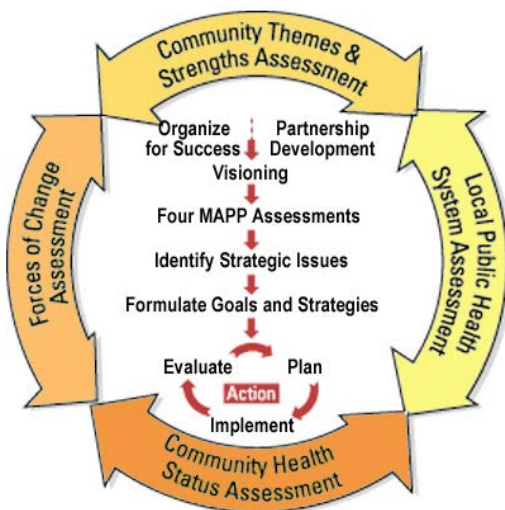 Community Themes &
Strengths Assessment
Organize
for Success
Partnership
Development
Visioning
Four MAPP Assessments
Identify Strategic Issues
Formulate Goals and Strategies
Evaluate
Plan
Action
Implement
Forces of Change
Assessment
Local Public Health
System Assessment
Community Health
Status Assessment